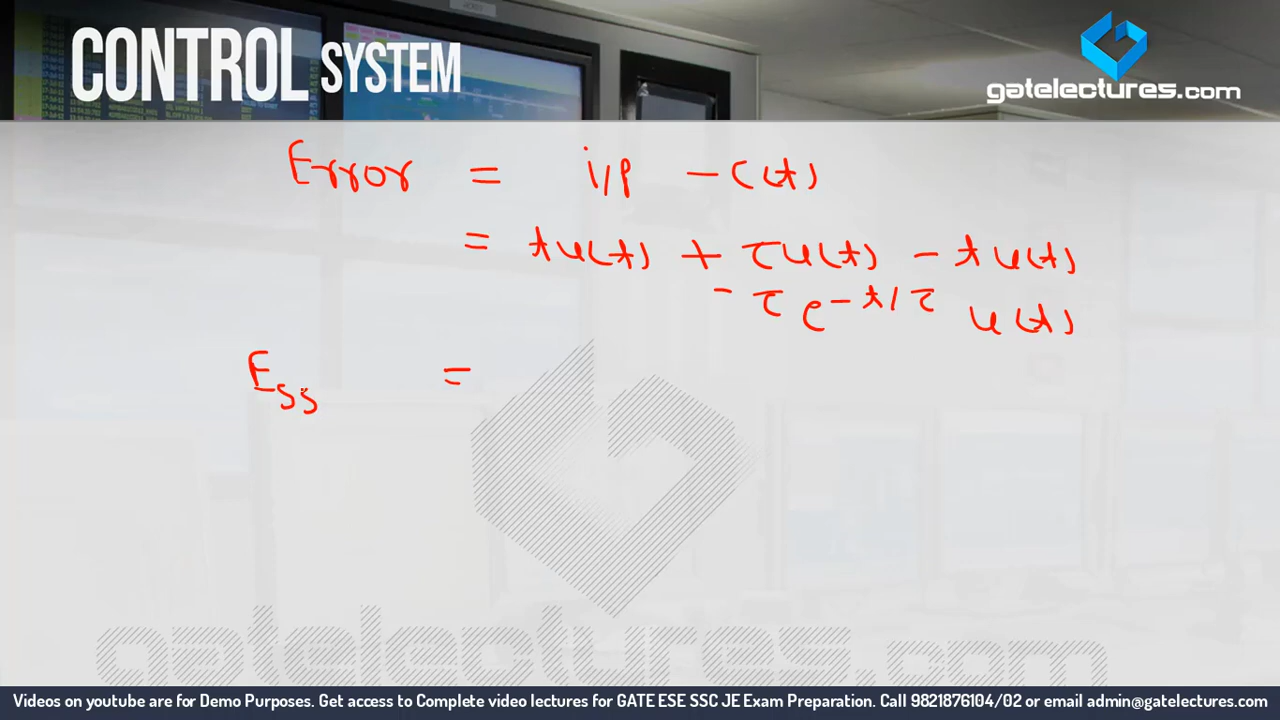 CONTROL SYSTEM
gatelectures.com
Error = i/p - c(t)
= tu(t) + τu(t) - tu(t)
- τ e^-t/τ u(t)
Ess =
gatelectures.com
Videos on youtube are for Demo Purposes. Get access to Complete video lectures for GATE ESE SSC JE Exam Preparation. Call 9821876104/02 or email admin@gatelectures.com